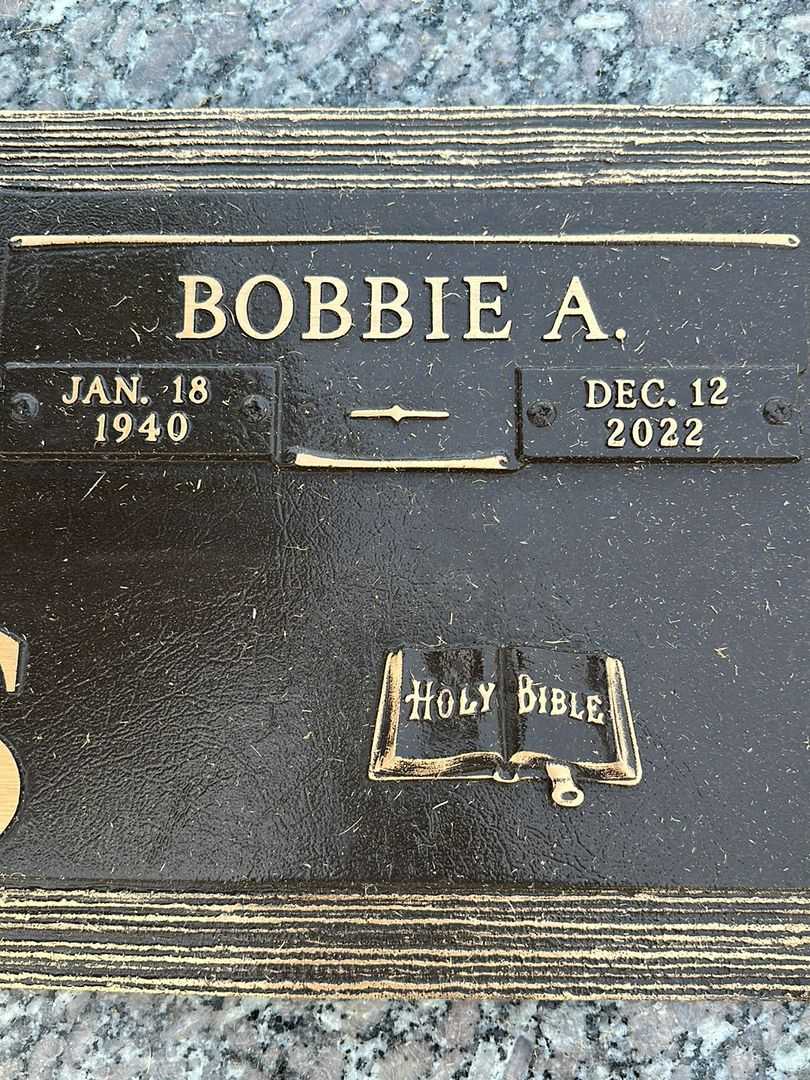 BOBBIE A.
JAN. 18
1940
DEC. 12
2022
S
HOLY BIBLE